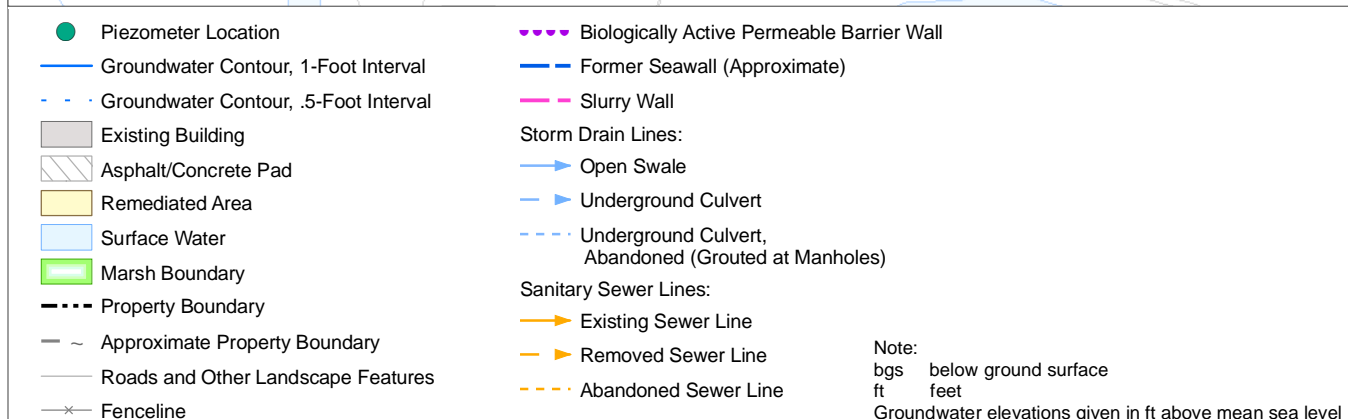 Piezometer Location
Groundwater Contour, 1-Foot Interval
Groundwater Contour, .5-Foot Interval
Existing Building
Asphalt/Concrete Pad
Remediated Area
Surface Water
Marsh Boundary
Property Boundary
Approximate Property Boundary
Roads and Other Landscape Features
Fenceline
Biologically Active Permeable Barrier Wall
Former Seawall (Approximate)
Slurry Wall
Storm Drain Lines:
Open Swale
Underground Culvert
Underground Culvert,
Abandoned (Grouted at Manholes)
Sanitary Sewer Lines:
Existing Sewer Line
Removed Sewer Line
Abandoned Sewer Line
Note:
bgs below ground surface
ft feet
Groundwater elevations given in ft above mean sea level